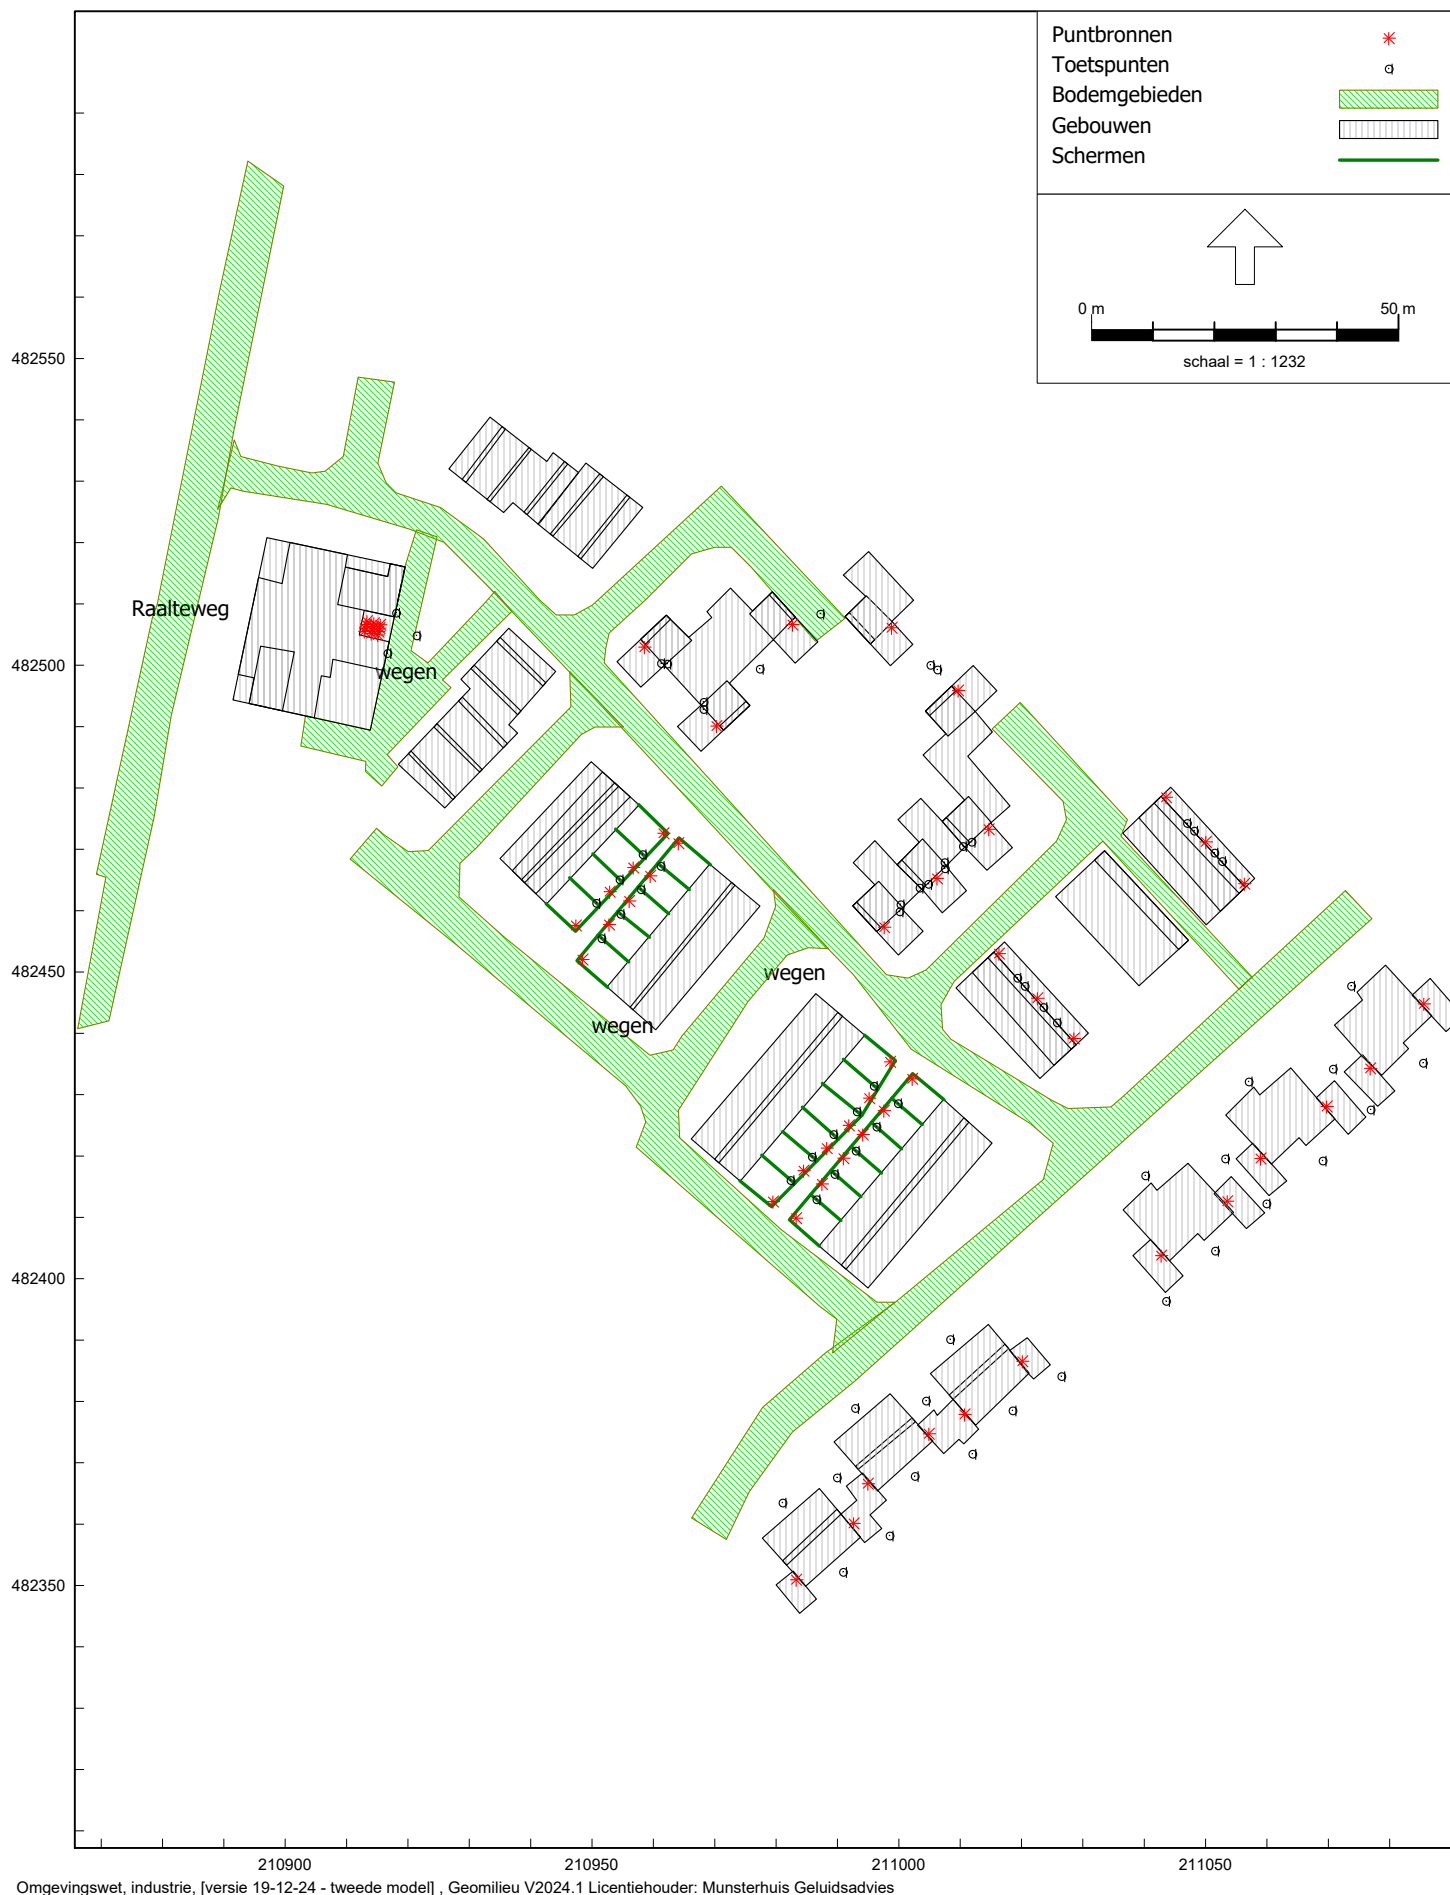 Puntbronnen
Toetspunten
Bodemgebieden
Gebouwen
Schermen
0 m 50 m
schaal = 1 : 1232
482550
Raalteweg
482500
wegen
482450
wegen
wegen
482400
482350
210900 210950 211000 211050
Omgevingswet, industrie, [versie 19-12-24 - tweede model] , Geomilieu V2024.1 Licentiehouder: Munsterhuis Geluidsadvies